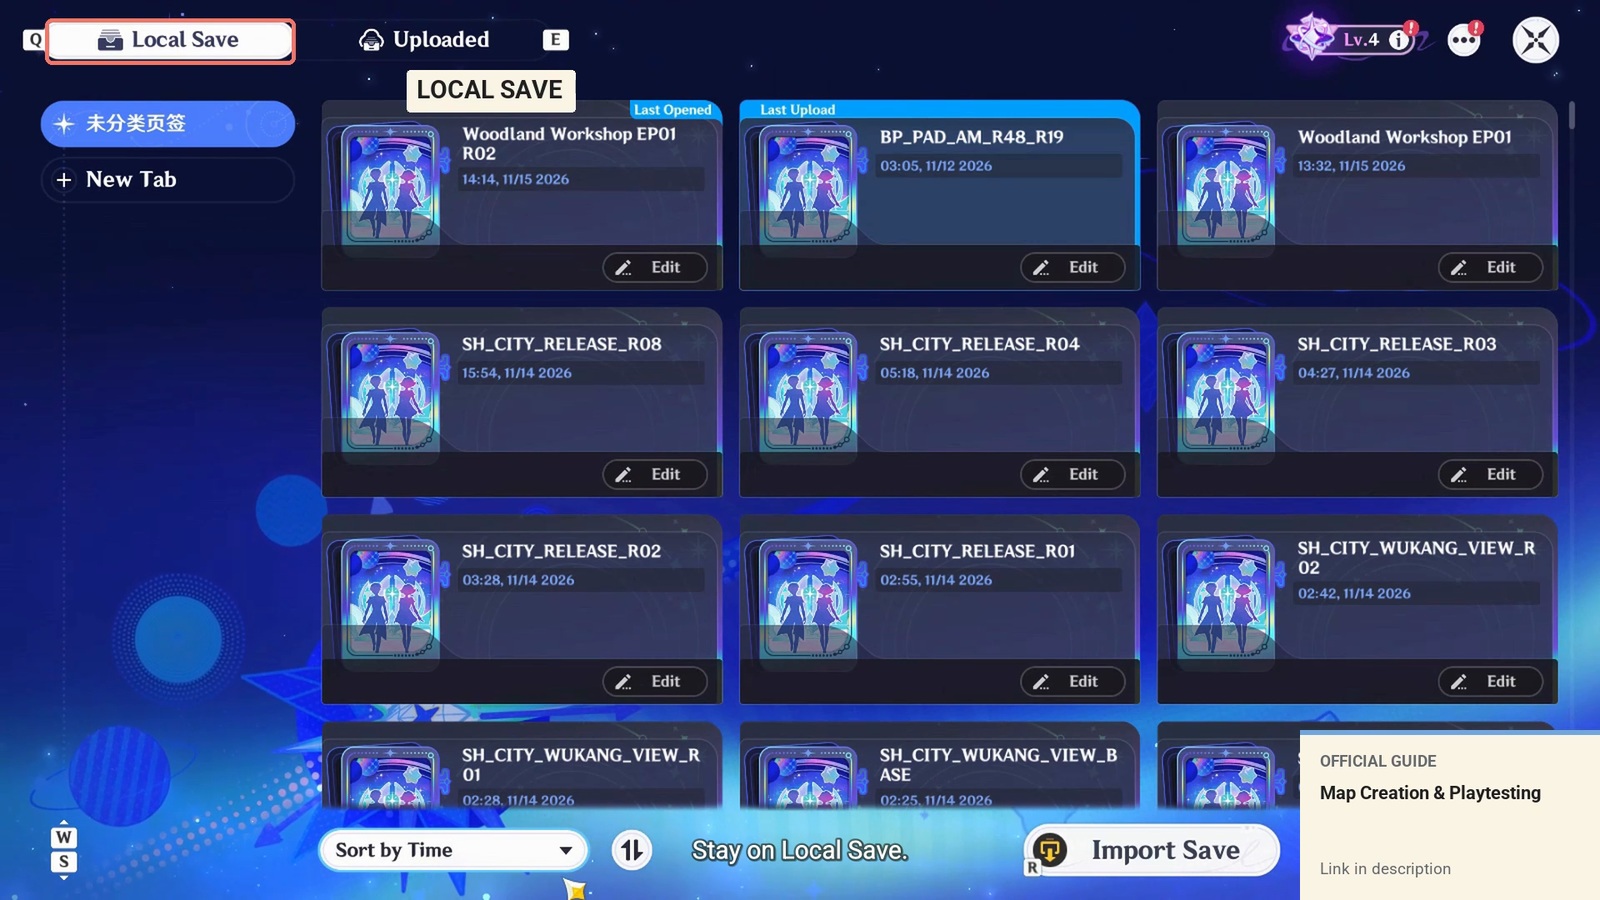 Q
Local Save
Uploaded
E
Lv.4
LOCAL SAVE
未分类页签
New Tab
Last Opened
Woodland Workshop EP01
R02
14:14, 11/15 2026
Edit
Last Upload
BP_PAD_AM_R48_R19
03:05, 11/12 2026
Edit
Woodland Workshop EP01
13:32, 11/15 2026
Edit
SH_CITY_RELEASE_R08
15:54, 11/14 2026
Edit
SH_CITY_RELEASE_R04
05:18, 11/14 2026
Edit
SH_CITY_RELEASE_R03
04:27, 11/14 2026
Edit
SH_CITY_RELEASE_R02
03:28, 11/14 2026
Edit
SH_CITY_RELEASE_R01
02:55, 11/14 2026
Edit
SH_CITY_WUKANG_VIEW_R
02
02:42, 11/14 2026
Edit
SH_CITY_WUKANG_VIEW_R
01
02:28, 11/14 2026
SH_CITY_WUKANG_VIEW_B
ASE
02:25, 11/14 2026
W
S
Sort by Time
Stay on Local Save.
R
Import Save
OFFICIAL GUIDE
Map Creation & Playtesting
Link in description